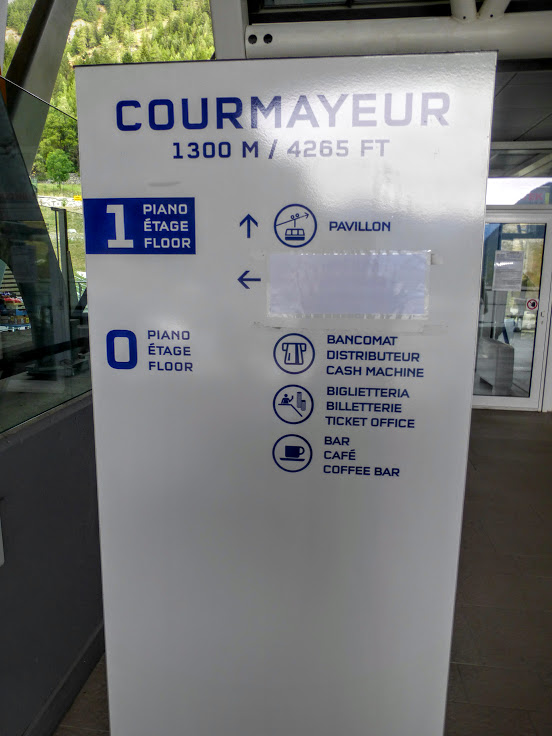 COURMAYEUR
1300 M / 4265 FT
1 PIANO
ÉTAGE
FLOOR
PAVILLON
0 PIANO
ÉTAGE
FLOOR
BANCOMAT
DISTRIBUTEUR
CASH MACHINE
BIGLIETTERIA
BILLETTERIE
TICKET OFFICE
BAR
CAFÉ
COFFEE BAR